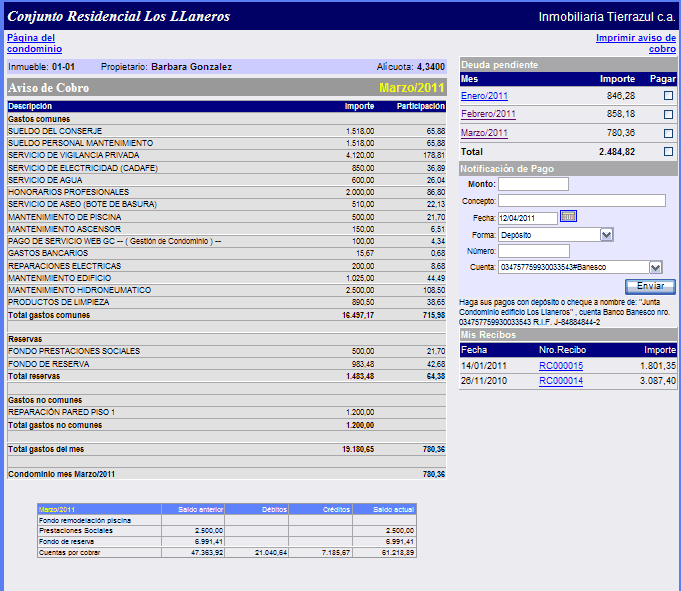 Conjunto Residencial Los LLaneros
Inmobiliaria Tierrazul c.a.
Página del
condominio
Imprimir aviso de
cobro
Inmueble: 01-01 Propietario: Barbara Gonzalez Alícuota: 4,3400
Aviso de Cobro Marzo/2011
Descripción Importe Participación
Gastos comunes
SUELDO DEL CONSERJE 1.518,00 65,88
SUELDO PERSONAL MANTENIMIENTO 1.518,00 65,88
SERVICIO DE VIGILANCIA PRIVADA 4.120,00 178,81
SERVICIO DE ELECTRICIDAD (CADAFE) 850,00 36,89
SERVICIO DE AGUA 600,00 26,04
HONORARIOS PROFESIONALES 2.000,00 86,80
SERVICIO DE ASEO (BOTE DE BASURA) 510,00 22,13
MANTENIMIENTO DE PISCINA 500,00 21,70
MANTENIMIENTO ASCENSOR 150,00 6,51
PAGO DE SERVICIO WEB GC -- ( Gestión de Condominio ) -- 100,00 4,34
GASTOS BANCARIOS 15,67 0,68
REPARACIONES ELECTRICAS 200,00 8,68
MANTENIMIENTO EDIFICIO 1.025,00 44,49
MANTENIMIENTO HIDRONEUMATICO 2.500,00 108,50
PRODUCTOS DE LIMPIEZA 890,50 38,65
Total gastos comunes 16.497,17 715,98
Reservas
FONDO PRESTACIONES SOCIALES 500,00 21,70
FONDO DE RESERVA 983,48 42,68
Total reservas 1.483,48 64,38
Gastos no comunes
REPARACIÓN PARED PISO 1 1.200,00
Total gastos no comunes 1.200,00
Total gastos del mes 19.180,65 780,36
Condominio mes Marzo/2011 780,36
Marzo/2011 Saldo anterior Débitos Créditos Saldo actual
Fondo remodelación piscina
Prestaciones Sociales 2.500,00 2.500,00
Fondo de reserva 6.991,41 6.991,41
Cuentas por cobrar 47.363,92 21.040,64 7.185,67 61.218,89
Deuda pendiente
Mes Importe Pagar
Enero/2011 846,28
Febrero/2011 858,18
Marzo/2011 780,36
Total 2.484,82
Notificación de Pago
Monto:
Concepto:
Fecha: 12/04/2011
Forma: Depósito
Número:
Cuenta: 034757759930033543#Banesco
Enviar
Haga sus pagos con depósito o cheque a nombre de: "Junta
Condominio edificio Los Llaneros" , cuenta Banco Banesco nro.
034757759930033543 R.I.F. J-84884844-2
Mis Recibos
Fecha Nro.Recibo Importe
14/01/2011 RC000015 1.801,35
26/11/2010 RC000014 3.087,40